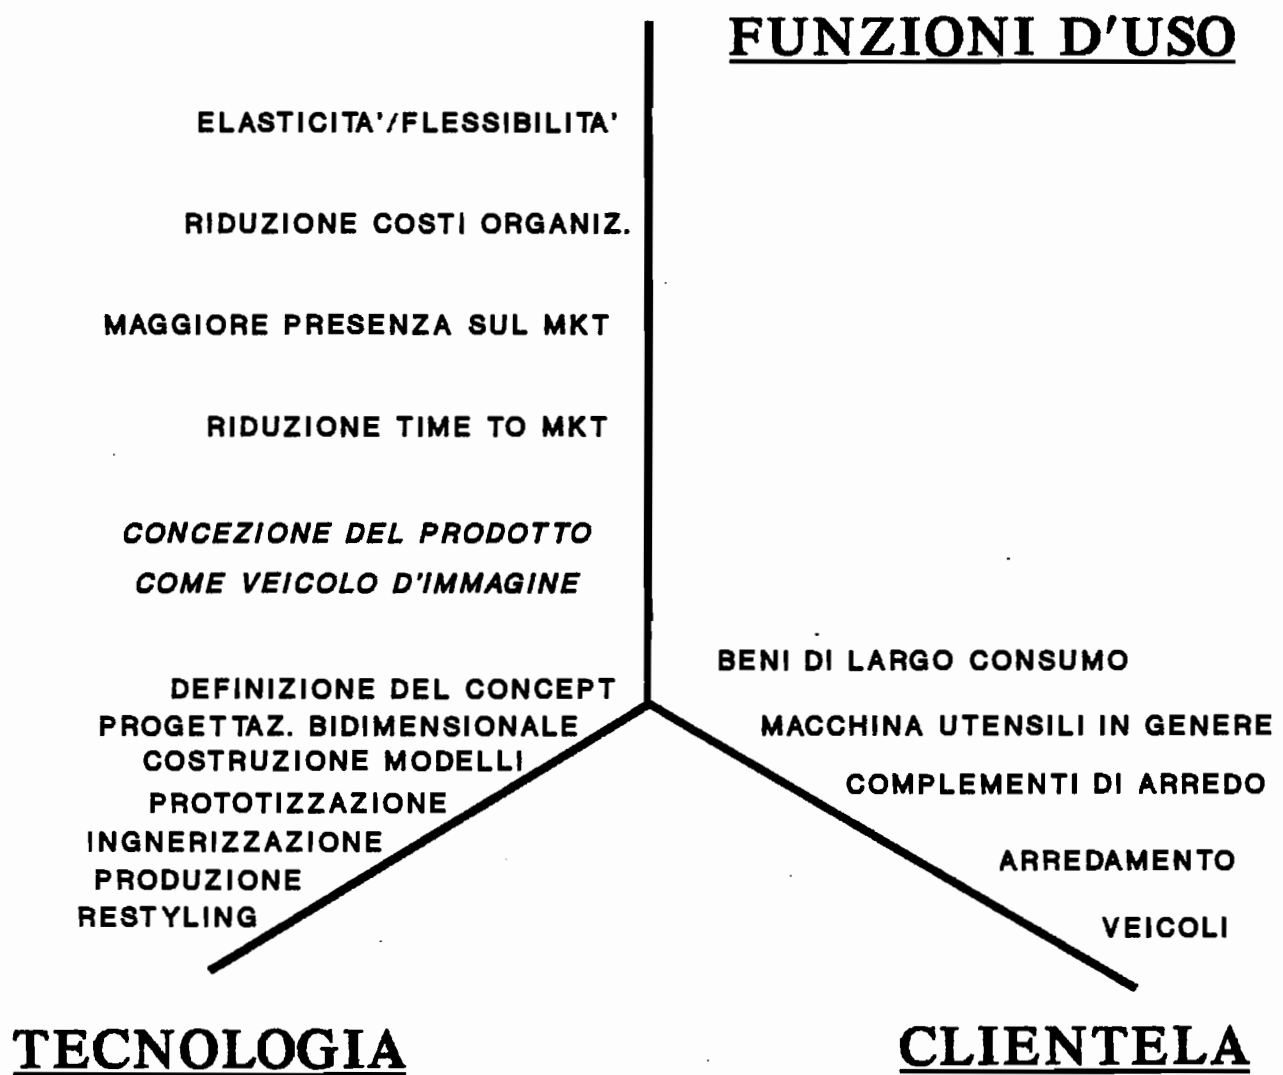 FUNZIONI D'USO
ELASTICITA'/FLESSIBILITA'
RIDUZIONE COSTI ORGANIZ.
MAGGIORE PRESENZA SUL MKT
RIDUZIONE TIME TO MKT
CONCEZIONE DEL PRODOTTO
COME VEICOLO D'IMMAGINE
DEFINIZIONE DEL CONCEPT
PROGETTAZ. BIDIMENSIONALE
COSTRUZIONE MODELLI
PROTOTIZZAZIONE
INGNERIZZAZIONE
PRODUZIONE
RESTYLING
BENI DI LARGO CONSUMO
MACCHINA UTENSILI IN GENERE
COMPLEMENTI DI ARREDO
ARREDAMENTO
VEICOLI
TECNOLOGIA
CLIENTELA